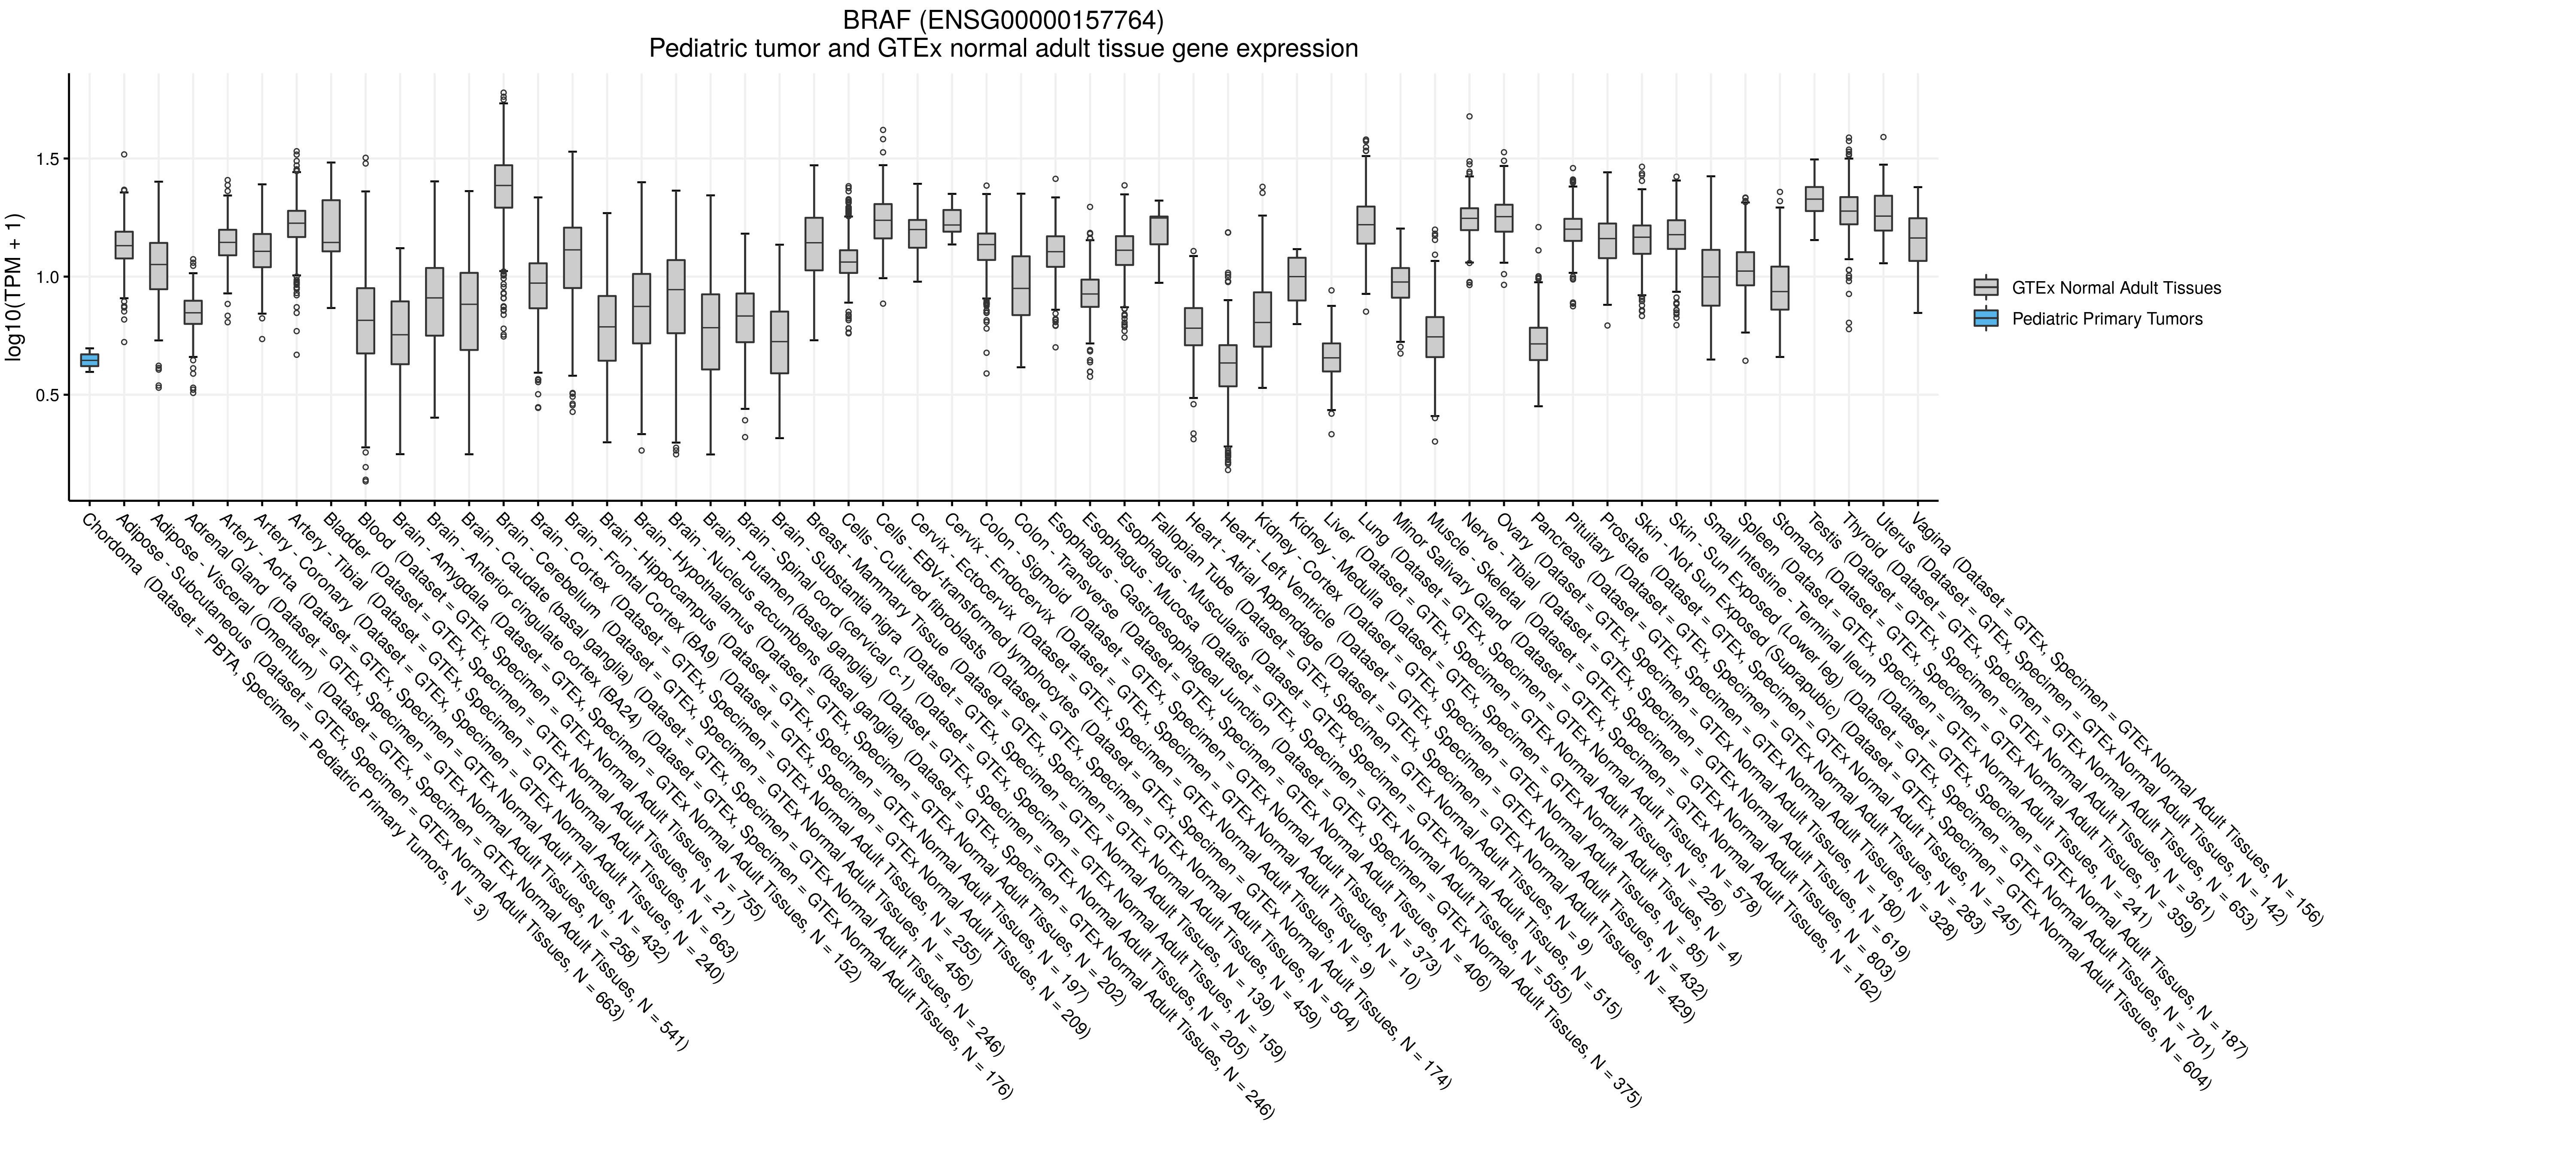 BRAF (ENSG00000157764)
Pediatric tumor and GTEx normal adult tissue gene expression
log10(TPM + 1)
1.5
1.0
0.5
GTEx Normal Adult Tissues
Pediatric Primary Tumors
Chordoma (Dataset = PBTA, Specimen = Pediatric Primary Tumors, N = 3)
Adipose - Subcutaneous (Dataset = GTEx, Specimen = GTEx Normal Adult Tissues, N = 663)
Adipose - Visceral (Omentum) (Dataset = GTEx, Specimen = GTEx Normal Adult Tissues, N = 541)
Adrenal Gland (Dataset = GTEx, Specimen = GTEx Normal Adult Tissues, N = 258)
Artery - Aorta (Dataset = GTEx, Specimen = GTEx Normal Adult Tissues, N = 432)
Artery - Coronary (Dataset = GTEx, Specimen = GTEx Normal Adult Tissues, N = 240)
Artery - Tibial (Dataset = GTEx, Specimen = GTEx Normal Adult Tissues, N = 663)
Bladder (Dataset = GTEx, Specimen = GTEx Normal Adult Tissues, N = 21)
Blood (Dataset = GTEx, Specimen = GTEx Normal Adult Tissues, N = 755)
Brain - Amygdala (Dataset = GTEx, Specimen = GTEx Normal Adult Tissues, N = 152)
Brain - Anterior cingulate cortex (BA24) (Dataset = GTEx, Specimen = GTEx Normal Adult Tissues, N = 176)
Brain - Caudate (basal ganglia) (Dataset = GTEx, Specimen = GTEx Normal Adult Tissues, N = 246)
Brain - Cerebellum (Dataset = GTEx, Specimen = GTEx Normal Adult Tissues, N = 456)
Brain - Cortex (Dataset = GTEx, Specimen = GTEx Normal Adult Tissues, N = 255)
Brain - Frontal Cortex (BA9) (Dataset = GTEx, Specimen = GTEx Normal Adult Tissues, N = 209)
Brain - Hippocampus (Dataset = GTEx, Specimen = GTEx Normal Adult Tissues, N = 197)
Brain - Hypothalamus (Dataset = GTEx, Specimen = GTEx Normal Adult Tissues, N = 202)
Brain - Nucleus accumbens (basal ganglia) (Dataset = GTEx, Specimen = GTEx Normal Adult Tissues, N = 246)
Brain - Putamen (basal ganglia) (Dataset = GTEx, Specimen = GTEx Normal Adult Tissues, N = 205)
Brain - Spinal cord (cervical c-1) (Dataset = GTEx, Specimen = GTEx Normal Adult Tissues, N = 159)
Brain - Substantia nigra (Dataset = GTEx, Specimen = GTEx Normal Adult Tissues, N = 139)
Breast - Mammary Tissue (Dataset = GTEx, Specimen = GTEx Normal Adult Tissues, N = 459)
Cells - Cultured fibroblasts (Dataset = GTEx, Specimen = GTEx Normal Adult Tissues, N = 504)
Cells - EBV-transformed lymphocytes (Dataset = GTEx, Specimen = GTEx Normal Adult Tissues, N = 174)
Cervix - Ectocervix (Dataset = GTEx, Specimen = GTEx Normal Adult Tissues, N = 9)
Cervix - Endocervix (Dataset = GTEx, Specimen = GTEx Normal Adult Tissues, N = 10)
Colon - Sigmoid (Dataset = GTEx, Specimen = GTEx Normal Adult Tissues, N = 373)
Colon - Transverse (Dataset = GTEx, Specimen = GTEx Normal Adult Tissues, N = 406)
Esophagus - Gastroesophageal Junction (Dataset = GTEx, Specimen = GTEx Normal Adult Tissues, N = 375)
Esophagus - Mucosa (Dataset = GTEx, Specimen = GTEx Normal Adult Tissues, N = 555)
Esophagus - Muscularis (Dataset = GTEx, Specimen = GTEx Normal Adult Tissues, N = 515)
Fallopian Tube (Dataset = GTEx, Specimen = GTEx Normal Adult Tissues, N = 9)
Heart - Atrial Appendage (Dataset = GTEx, Specimen = GTEx Normal Adult Tissues, N = 429)
Heart - Left Ventricle (Dataset = GTEx, Specimen = GTEx Normal Adult Tissues, N = 432)
Kidney - Cortex (Dataset = GTEx, Specimen = GTEx Normal Adult Tissues, N = 85)
Kidney - Medulla (Dataset = GTEx, Specimen = GTEx Normal Adult Tissues, N = 4)
Liver (Dataset = GTEx, Specimen = GTEx Normal Adult Tissues, N = 226)
Lung (Dataset = GTEx, Specimen = GTEx Normal Adult Tissues, N = 578)
Minor Salivary Gland (Dataset = GTEx, Specimen = GTEx Normal Adult Tissues, N = 162)
Muscle - Skeletal (Dataset = GTEx, Specimen = GTEx Normal Adult Tissues, N = 803)
Nerve - Tibial (Dataset = GTEx, Specimen = GTEx Normal Adult Tissues, N = 619)
Ovary (Dataset = GTEx, Specimen = GTEx Normal Adult Tissues, N = 180)
Pancreas (Dataset = GTEx, Specimen = GTEx Normal Adult Tissues, N = 328)
Pituitary (Dataset = GTEx, Specimen = GTEx Normal Adult Tissues, N = 283)
Prostate (Dataset = GTEx, Specimen = GTEx Normal Adult Tissues, N = 245)
Skin - Not Sun Exposed (Suprapubic) (Dataset = GTEx, Specimen = GTEx Normal Adult Tissues, N = 604)
Skin - Sun Exposed (Lower leg) (Dataset = GTEx, Specimen = GTEx Normal Adult Tissues, N = 701)
Small Intestine - Terminal Ileum (Dataset = GTEx, Specimen = GTEx Normal Adult Tissues, N = 187)
Spleen (Dataset = GTEx, Specimen = GTEx Normal Adult Tissues, N = 241)
Stomach (Dataset = GTEx, Specimen = GTEx Normal Adult Tissues, N = 359)
Testis (Dataset = GTEx, Specimen = GTEx Normal Adult Tissues, N = 361)
Thyroid (Dataset = GTEx, Specimen = GTEx Normal Adult Tissues, N = 653)
Uterus (Dataset = GTEx, Specimen = GTEx Normal Adult Tissues, N = 142)
Vagina (Dataset = GTEx, Specimen = GTEx Normal Adult Tissues, N = 156)